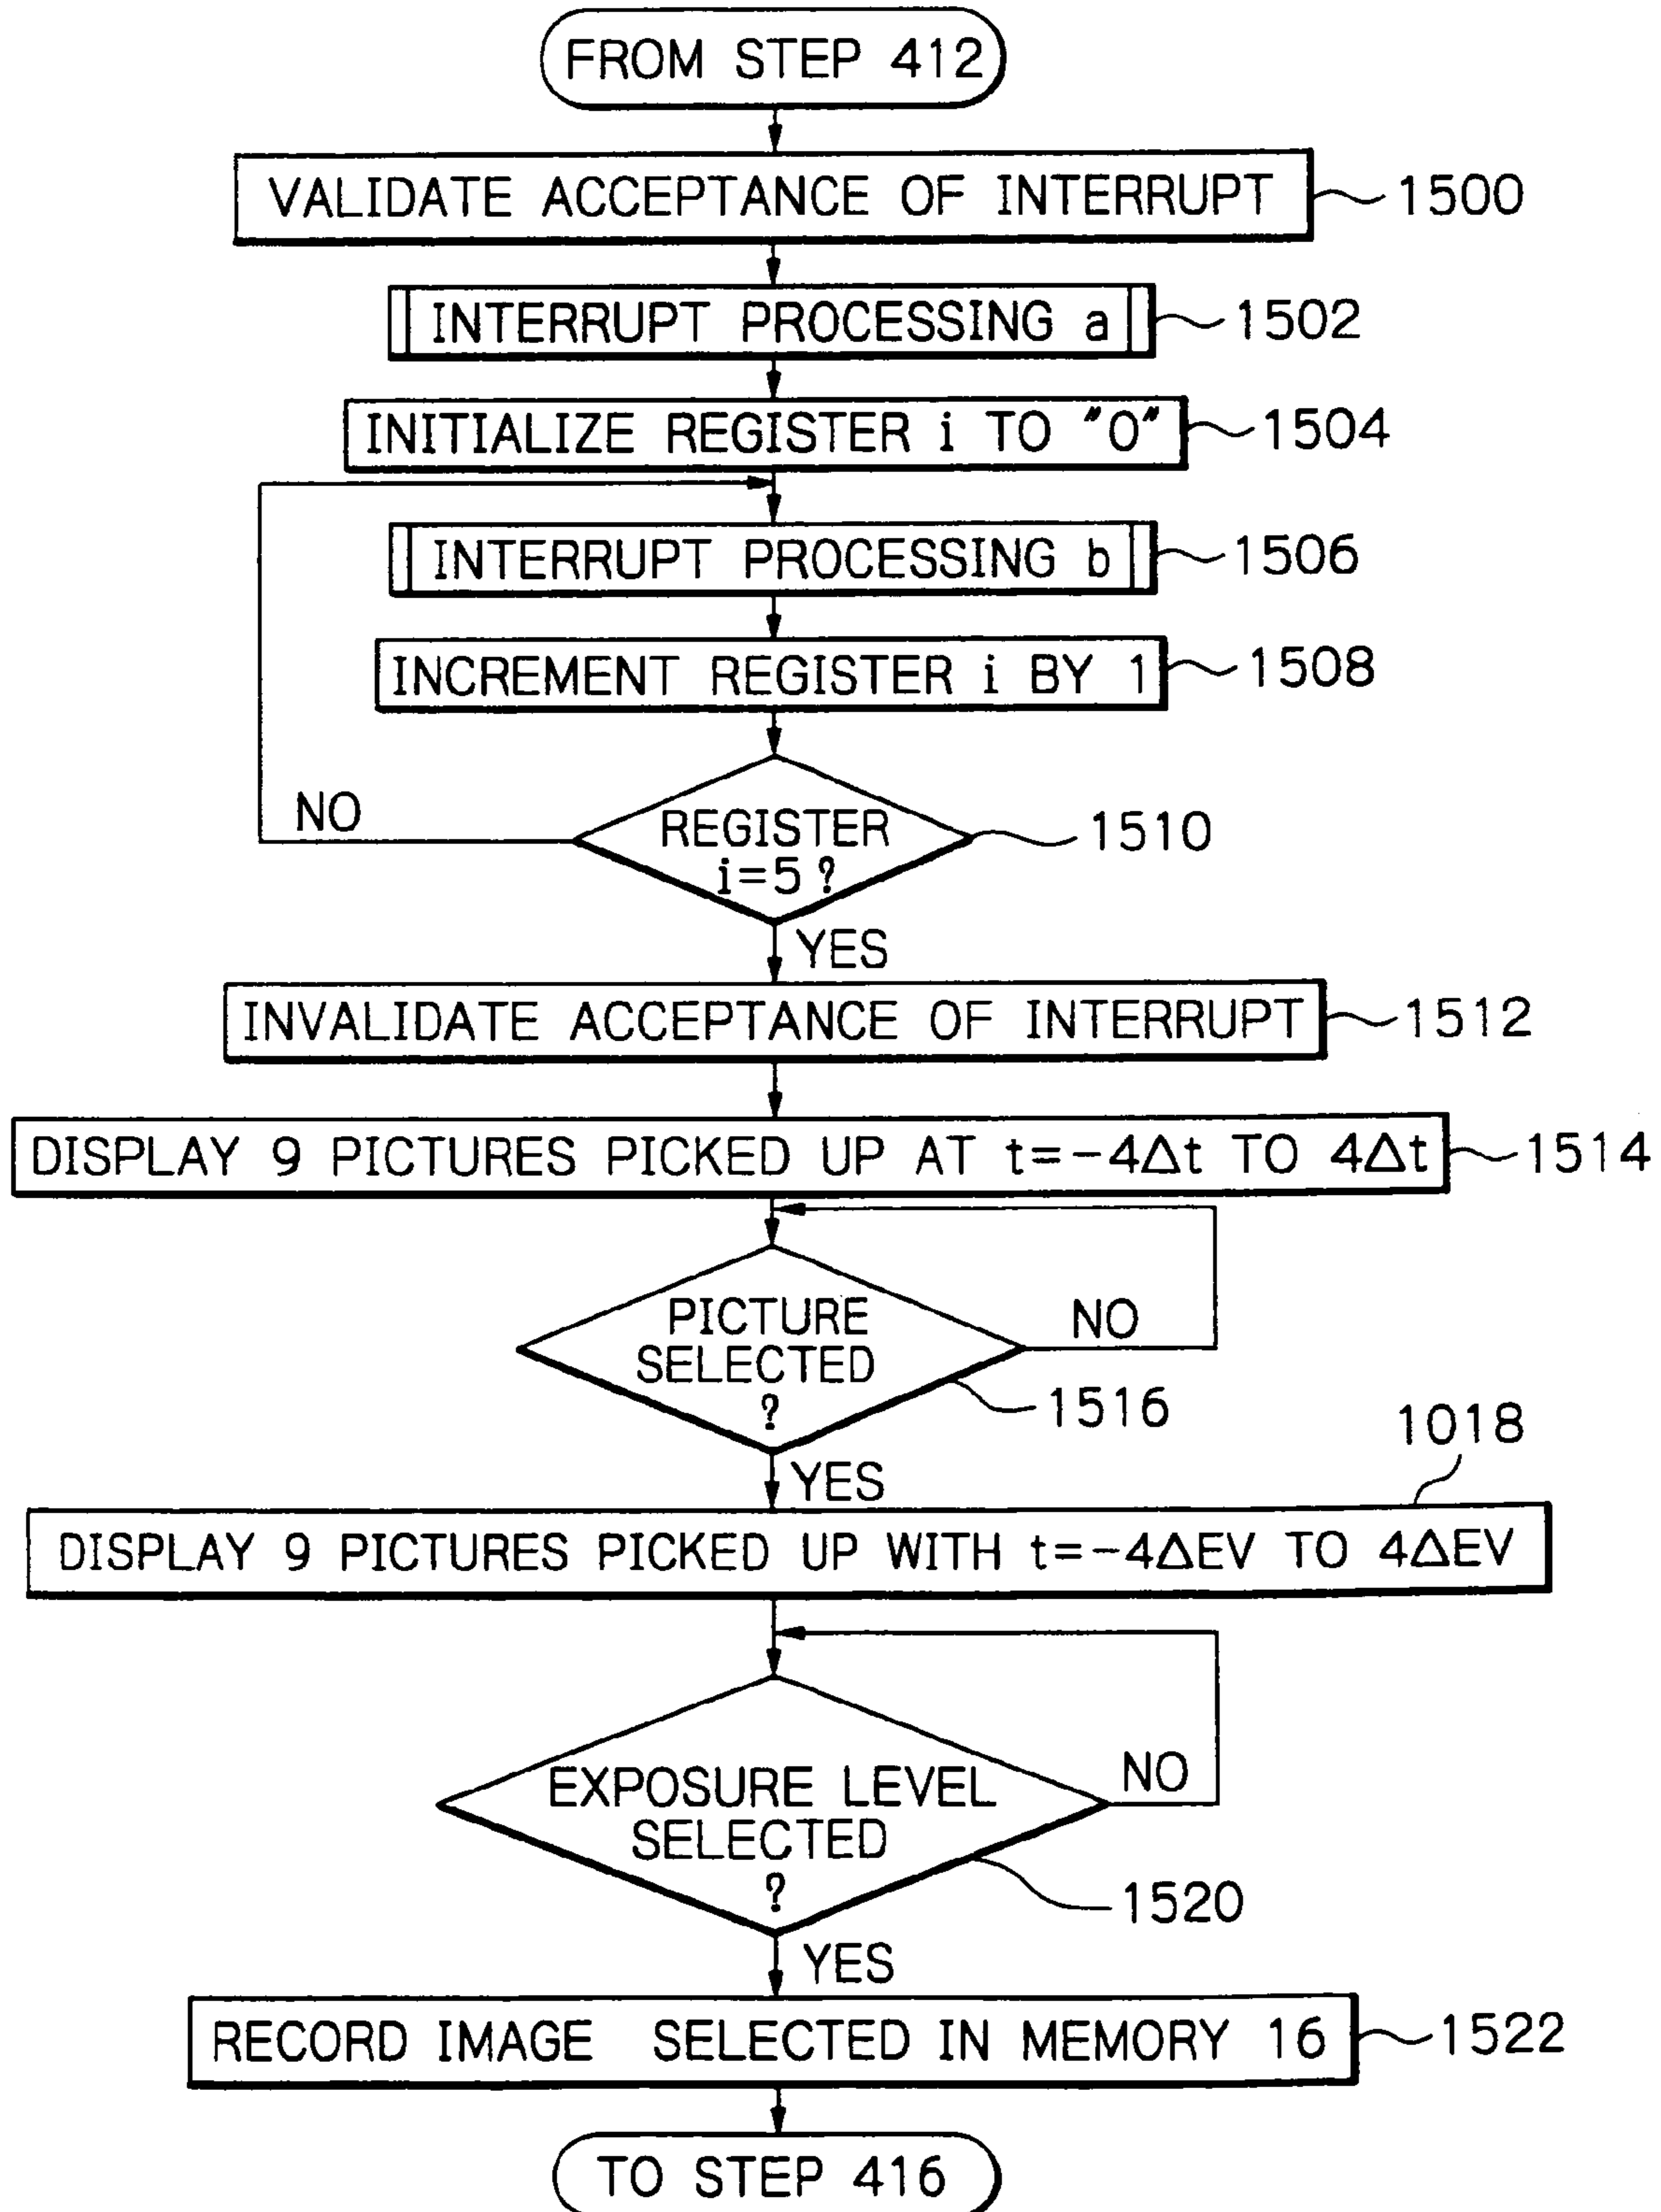 FROM STEP 412
VALIDATE ACCEPTANCE OF INTERRUPT 1500
INTERRUPT PROCESSING a 1502
INITIALIZE REGISTER i TO "0" 1504
INTERRUPT PROCESSING b 1506
INCREMENT REGISTER i BY 1 1508
NO
REGISTER 1510
i=5 ?
YES
INVALIDATE ACCEPTANCE OF INTERRUPT 1512
DISPLAY 9 PICTURES PICKED UP AT t=-4Δt TO 4Δt 1514
PICTURE NO
SELECTED
? 1516
YES
1018
DISPLAY 9 PICTURES PICKED UP WITH t=-4ΔEV TO 4ΔEV
EXPOSURE LEVEL NO
SELECTED
? 1520
YES
RECORD IMAGE SELECTED IN MEMORY 16 1522
TO STEP 416